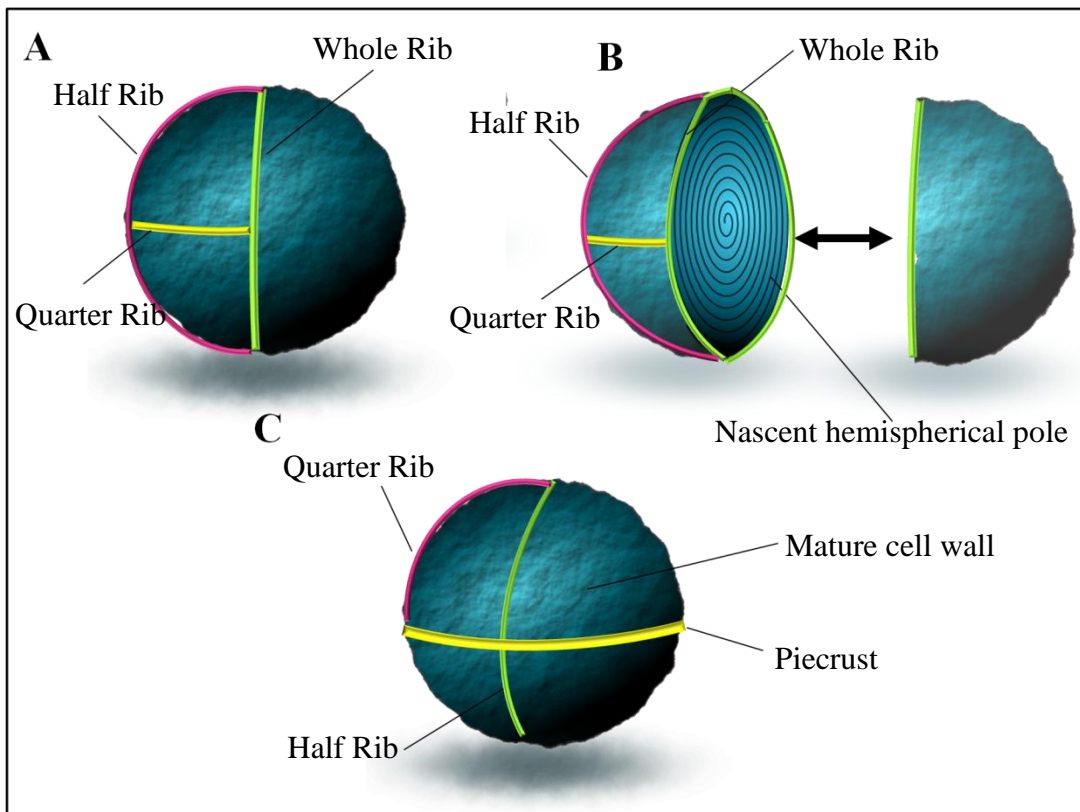 A
Whole Rib
Half Rib
Quarter Rib
B
Whole Rib
Half Rib
Quarter Rib
Nascent hemispherical pole
C
Quarter Rib
Mature cell wall
Piecrust
Half Rib